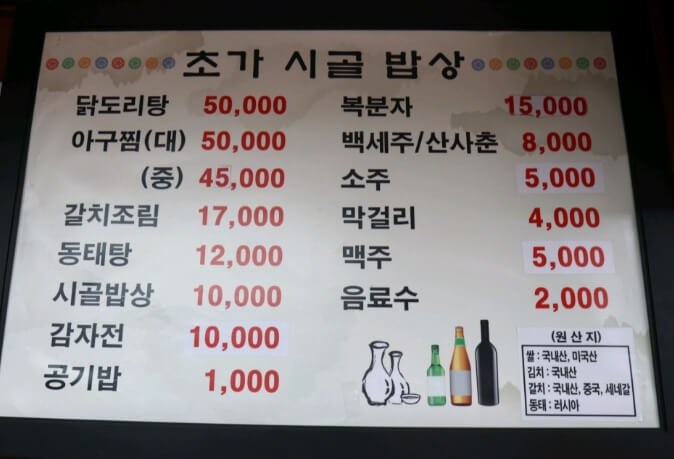 초가 시골 밥상
닭도리탕 50,000
아구찜(대) 50,000
(중) 45,000
갈치조림 17,000
동태탕 12,000
시골밥상 10,000
감자전 10,000
공기밥 1,000
복분자 15,000
백세주/산사춘 8,000
소주 5,000
막걸리 4,000
맥주 5,000
음료수 2,000
(원 산 지)
쌀 : 국내산, 미국산
김치 : 국내산
갈치 : 국내산, 중국, 세네갈
동태 : 러시아